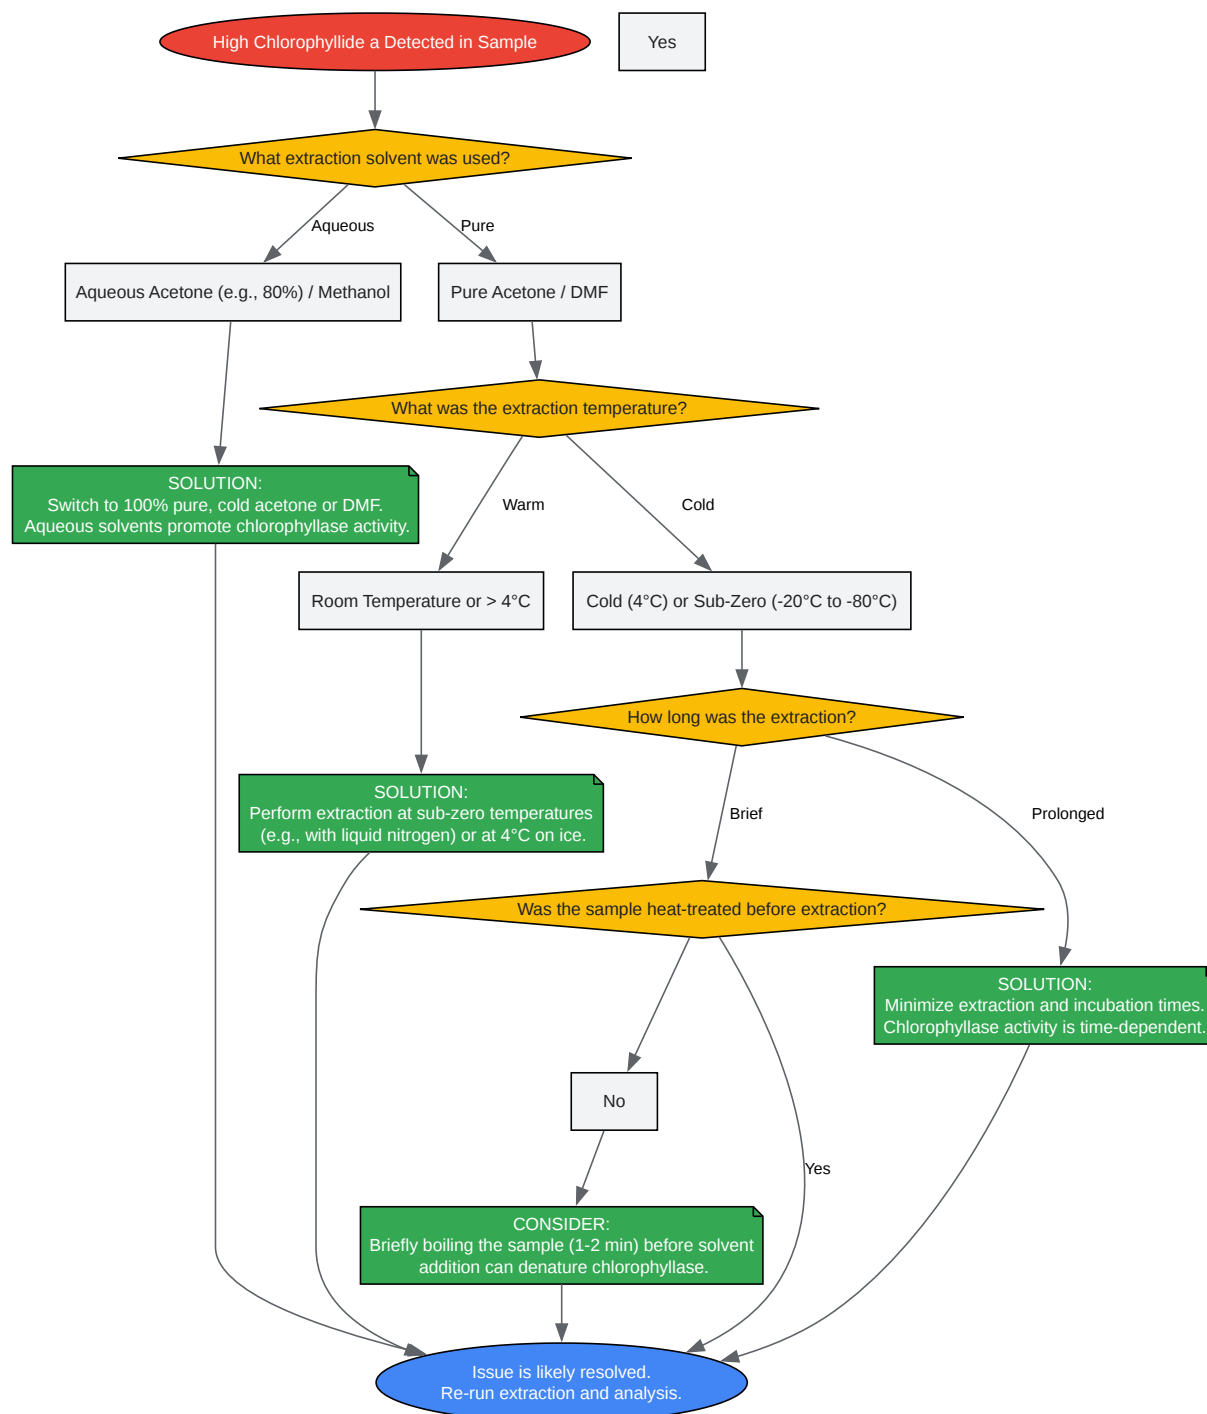 High Chlorophyllide a Detected in Sample
Yes
What extraction solvent was used?
Aqueous
Pure
Aqueous Acetone (e.g., 80%) / Methanol
Pure Acetone / DMF
What was the extraction temperature?
SOLUTION:
Switch to 100% pure, cold acetone or DMF.
Aqueous solvents promote chlorophyllase activity.
Warm
Cold
Room Temperature or > 4°C
Cold (4°C) or Sub-Zero (-20°C to -80°C)
How long was the extraction?
SOLUTION:
Perform extraction at sub-zero temperatures
(e.g., with liquid nitrogen) or at 4°C on ice.
Brief
Prolonged
Was the sample heat-treated before extraction?
SOLUTION:
Minimize extraction and incubation times.
Chlorophyllase activity is time-dependent.
No
Yes
CONSIDER:
Briefly boiling the sample (1-2 min) before solvent
addition can denature chlorophyllase.
Issue is likely resolved.
Re-run extraction and analysis.